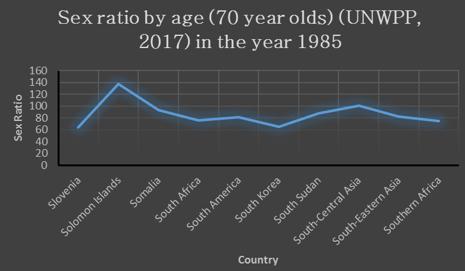 Sex ratio by age (70 year olds) (UNWPP,
2017) in the year 1985
160
140
120
100
80
60
40
20
0
Sex Ratio
Slovenia
Solomon Islands
Somalia
South Africa
South America
South Korea
South Sudan
South-Central Asia
South-Eastern Asia
Southern Africa
Country